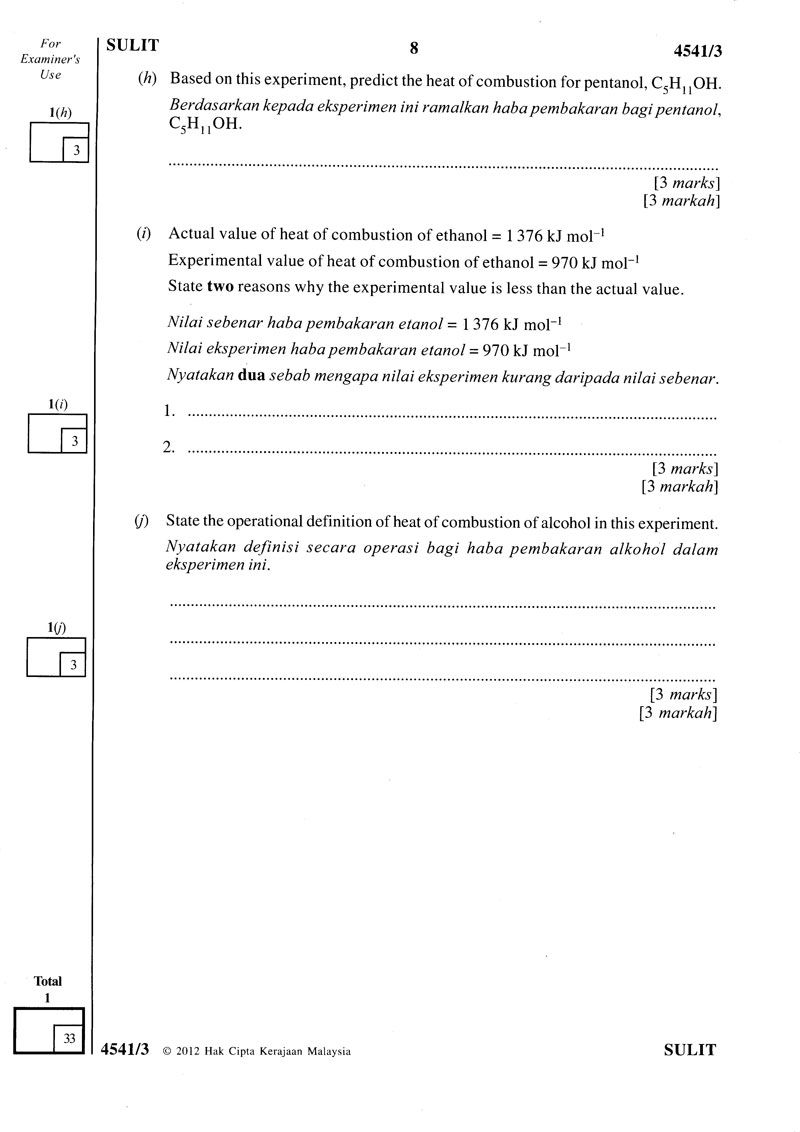 For
Examiner's
Use
SULIT
8
4541/3
(h) Based on this experiment, predict the heat of combustion for pentanol, C₅H₁₁OH.
Berdasarkan kepada eksperimen ini ramalkan haba pembakaran bagi pentanol,
C₅H₁₁OH.
1(h)
3
........................................................................
[3 marks]
[3 markah]
(i) Actual value of heat of combustion of ethanol = 1 376 kJ mol⁻¹
Experimental value of heat of combustion of ethanol = 970 kJ mol⁻¹
State two reasons why the experimental value is less than the actual value.
Nilai sebenar haba pembakaran etanol = 1 376 kJ mol⁻¹
Nilai eksperimen haba pembakaran etanol = 970 kJ mol⁻¹
Nyatakan dua sebab mengapa nilai eksperimen kurang daripada nilai sebenar.
1(i)
3
1. ........................................................................
2. ........................................................................
[3 marks]
[3 markah]
(j) State the operational definition of heat of combustion of alcohol in this experiment.
Nyatakan definisi secara operasi bagi haba pembakaran alkohol dalam
eksperimen ini.
........................................................................
1(j)
3
........................................................................
........................................................................
[3 marks]
[3 markah]
Total
1
33
4541/3 © 2012 Hak Cipta Kerajaan Malaysia
SULIT